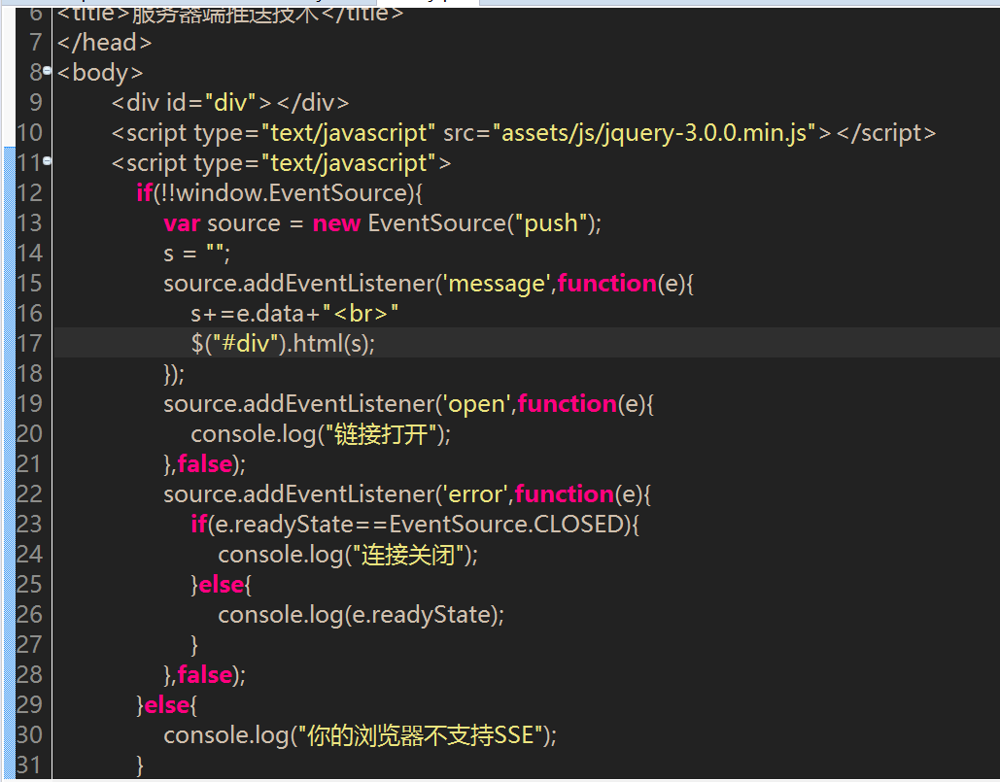 6 <title>服务器端推送技术</title>
7 </head>
8 <body>
9 <div id="div"></div>
10 <script type="text/javascript" src="assets/js/jquery-3.0.0.min.js"></script>
11 <script type="text/javascript">
12 if(!!window.EventSource){
13 var source = new EventSource("push");
14 s = "";
15 source.addEventListener('message',function(e){
16 s+=e.data+"<br>"
17 $("#div").html(s);
18 });
19 source.addEventListener('open',function(e){
20 console.log("链接打开");
21 },false);
22 source.addEventListener('error',function(e){
23 if(e.readyState==EventSource.CLOSED){
24 console.log("连接关闭");
25 }else{
26 console.log(e.readyState);
27 }
28 },false);
29 }else{
30 console.log("你的浏览器不支持SSE");
31 }